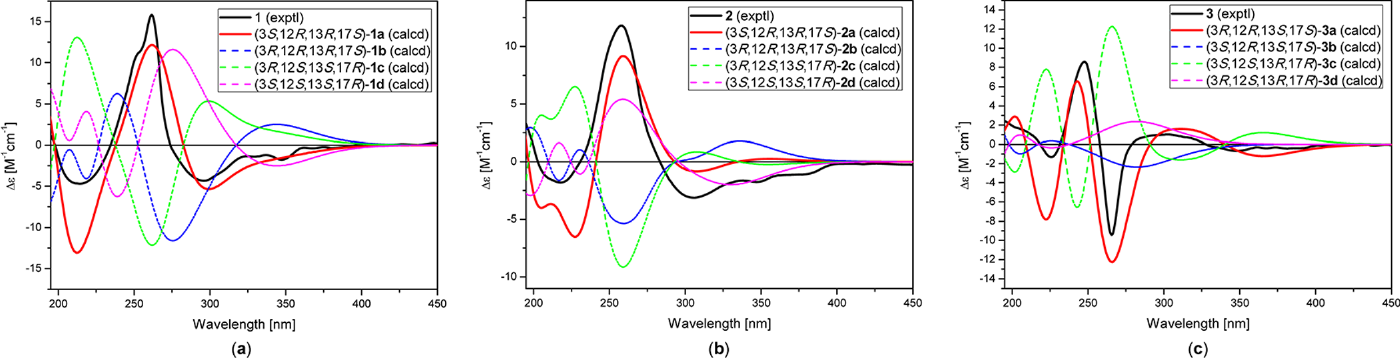 1 (exptl)
(3S,12R,13R,17S)-1a (calcd)
(3R,12R,13R,17S)-1b (calcd)
(3R,12S,13S,17R)-1c (calcd)
(3S,12S,13S,17R)-1d (calcd)
Δε [M⁻¹cm⁻¹]
15
10
5
0
-5
-10
-15
195 200 250 300 350 400 450
Wavelength [nm]
(a)
2 (exptl)
(3S,12R,13R,17S)-2a (calcd)
(3R,12R,13R,17S)-2b (calcd)
(3R,12S,13S,17R)-2c (calcd)
(3S,12S,13S,17R)-2d (calcd)
Δε [M⁻¹cm⁻¹]
10
5
0
-5
-10
195 200 250 300 350 400 450
Wavelength [nm]
(b)
3 (exptl)
(3R,12R,13S,17S)-3a (calcd)
(3S,12R,13S,17S)-3b (calcd)
(3S,12S,13R,17R)-3c (calcd)
(3R,12S,13R,17R)-3d (calcd)
Δε [M⁻¹cm⁻¹]
14
12
10
8
6
4
2
0
-2
-4
-6
-8
-10
-12
-14
195 200 250 300 350 400 450
Wavelength [nm]
(c)